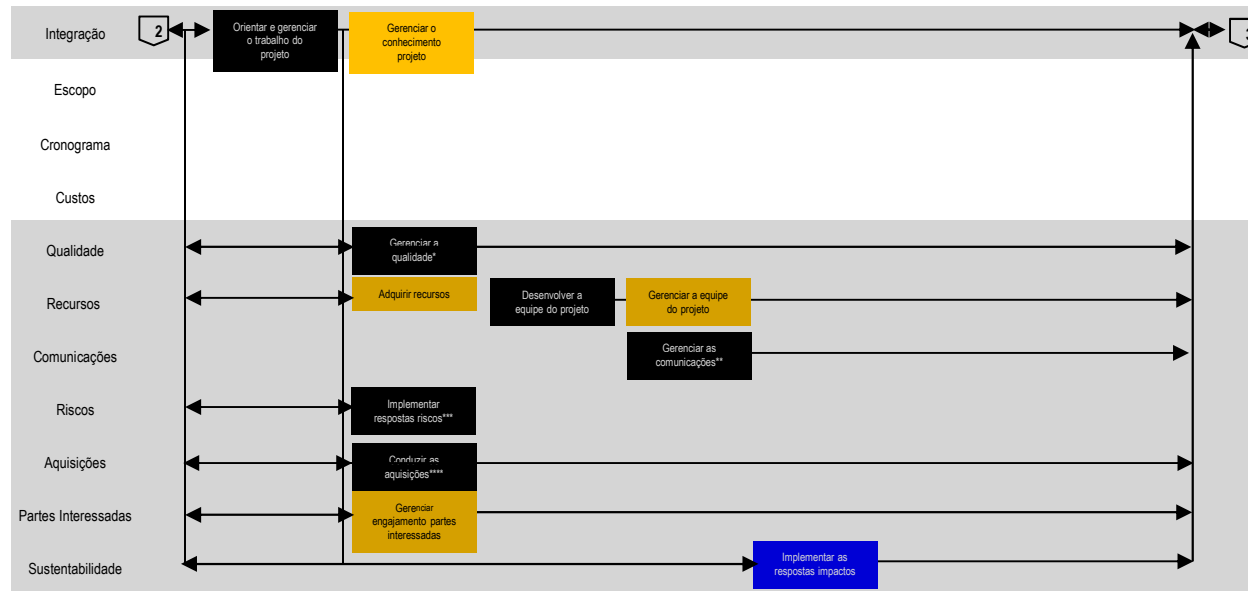 Integração
2
Orientar e gerenciar
o trabalho do
projeto
Gerenciar o
conhecimento
projeto
3
Escopo
Cronograma
Custos
Qualidade
Gerenciar a
qualidade*
Recursos
Adquirir recursos
Desenvolver a
equipe do projeto
Gerenciar a equipe
do projeto
Comunicações
Gerenciar as
comunicações**
Riscos
Implementar
respostas riscos***
Aquisições
Conduzir as
aquisições****
Partes Interessadas
Gerenciar
engajamento partes
interessadas
Sustentabilidade
Implementar as
respostas impactos